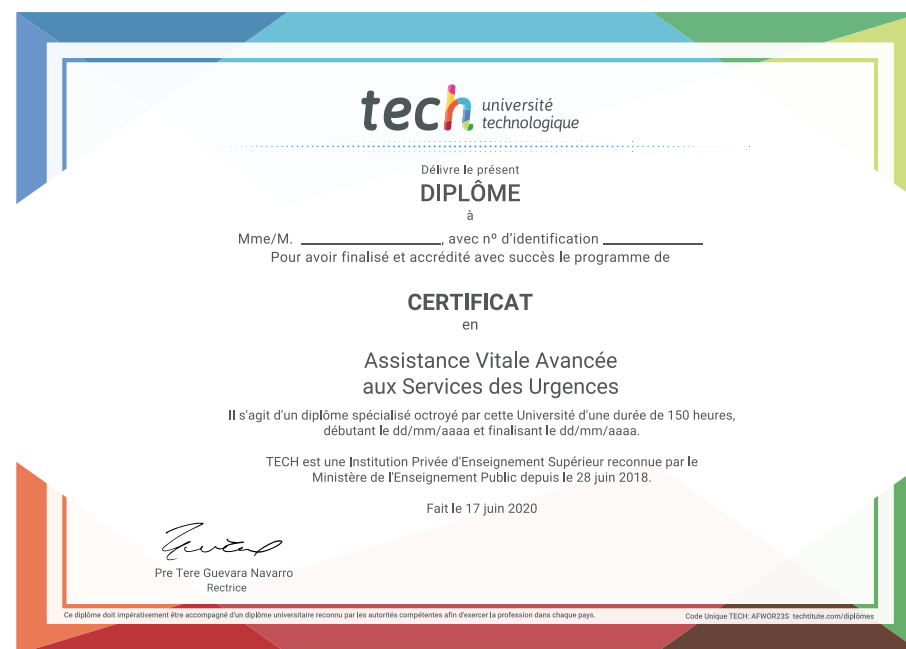 tech université
technologique
Délivre le présent
DIPLÔME
à
Mme/M. ____________________, avec nº d'identification ______________
Pour avoir finalisé et accrédité avec succès le programme de
CERTIFICAT
en
Assistance Vitale Avancée
aux Services des Urgences
Il s'agit d'un diplôme spécialisé octroyé par cette Université d'une durée de 150 heures,
débutant le dd/mm/aaaa et finalisant le dd/mm/aaaa.
TECH est une Institution Privée d'Enseignement Supérieur reconnue par le
Ministère de l'Enseignement Public depuis le 28 juin 2018.
Fait le 17 juin 2020
Pre Tere Guevara Navarro
Rectrice
Ce diplôme doit impérativement être accompagné d'un diplôme universitaire reconnu par les autorités compétentes afin d'exercer la profession dans chaque pays.
Code Unique TECH: AFWOR23S techtitute.com/diplômes